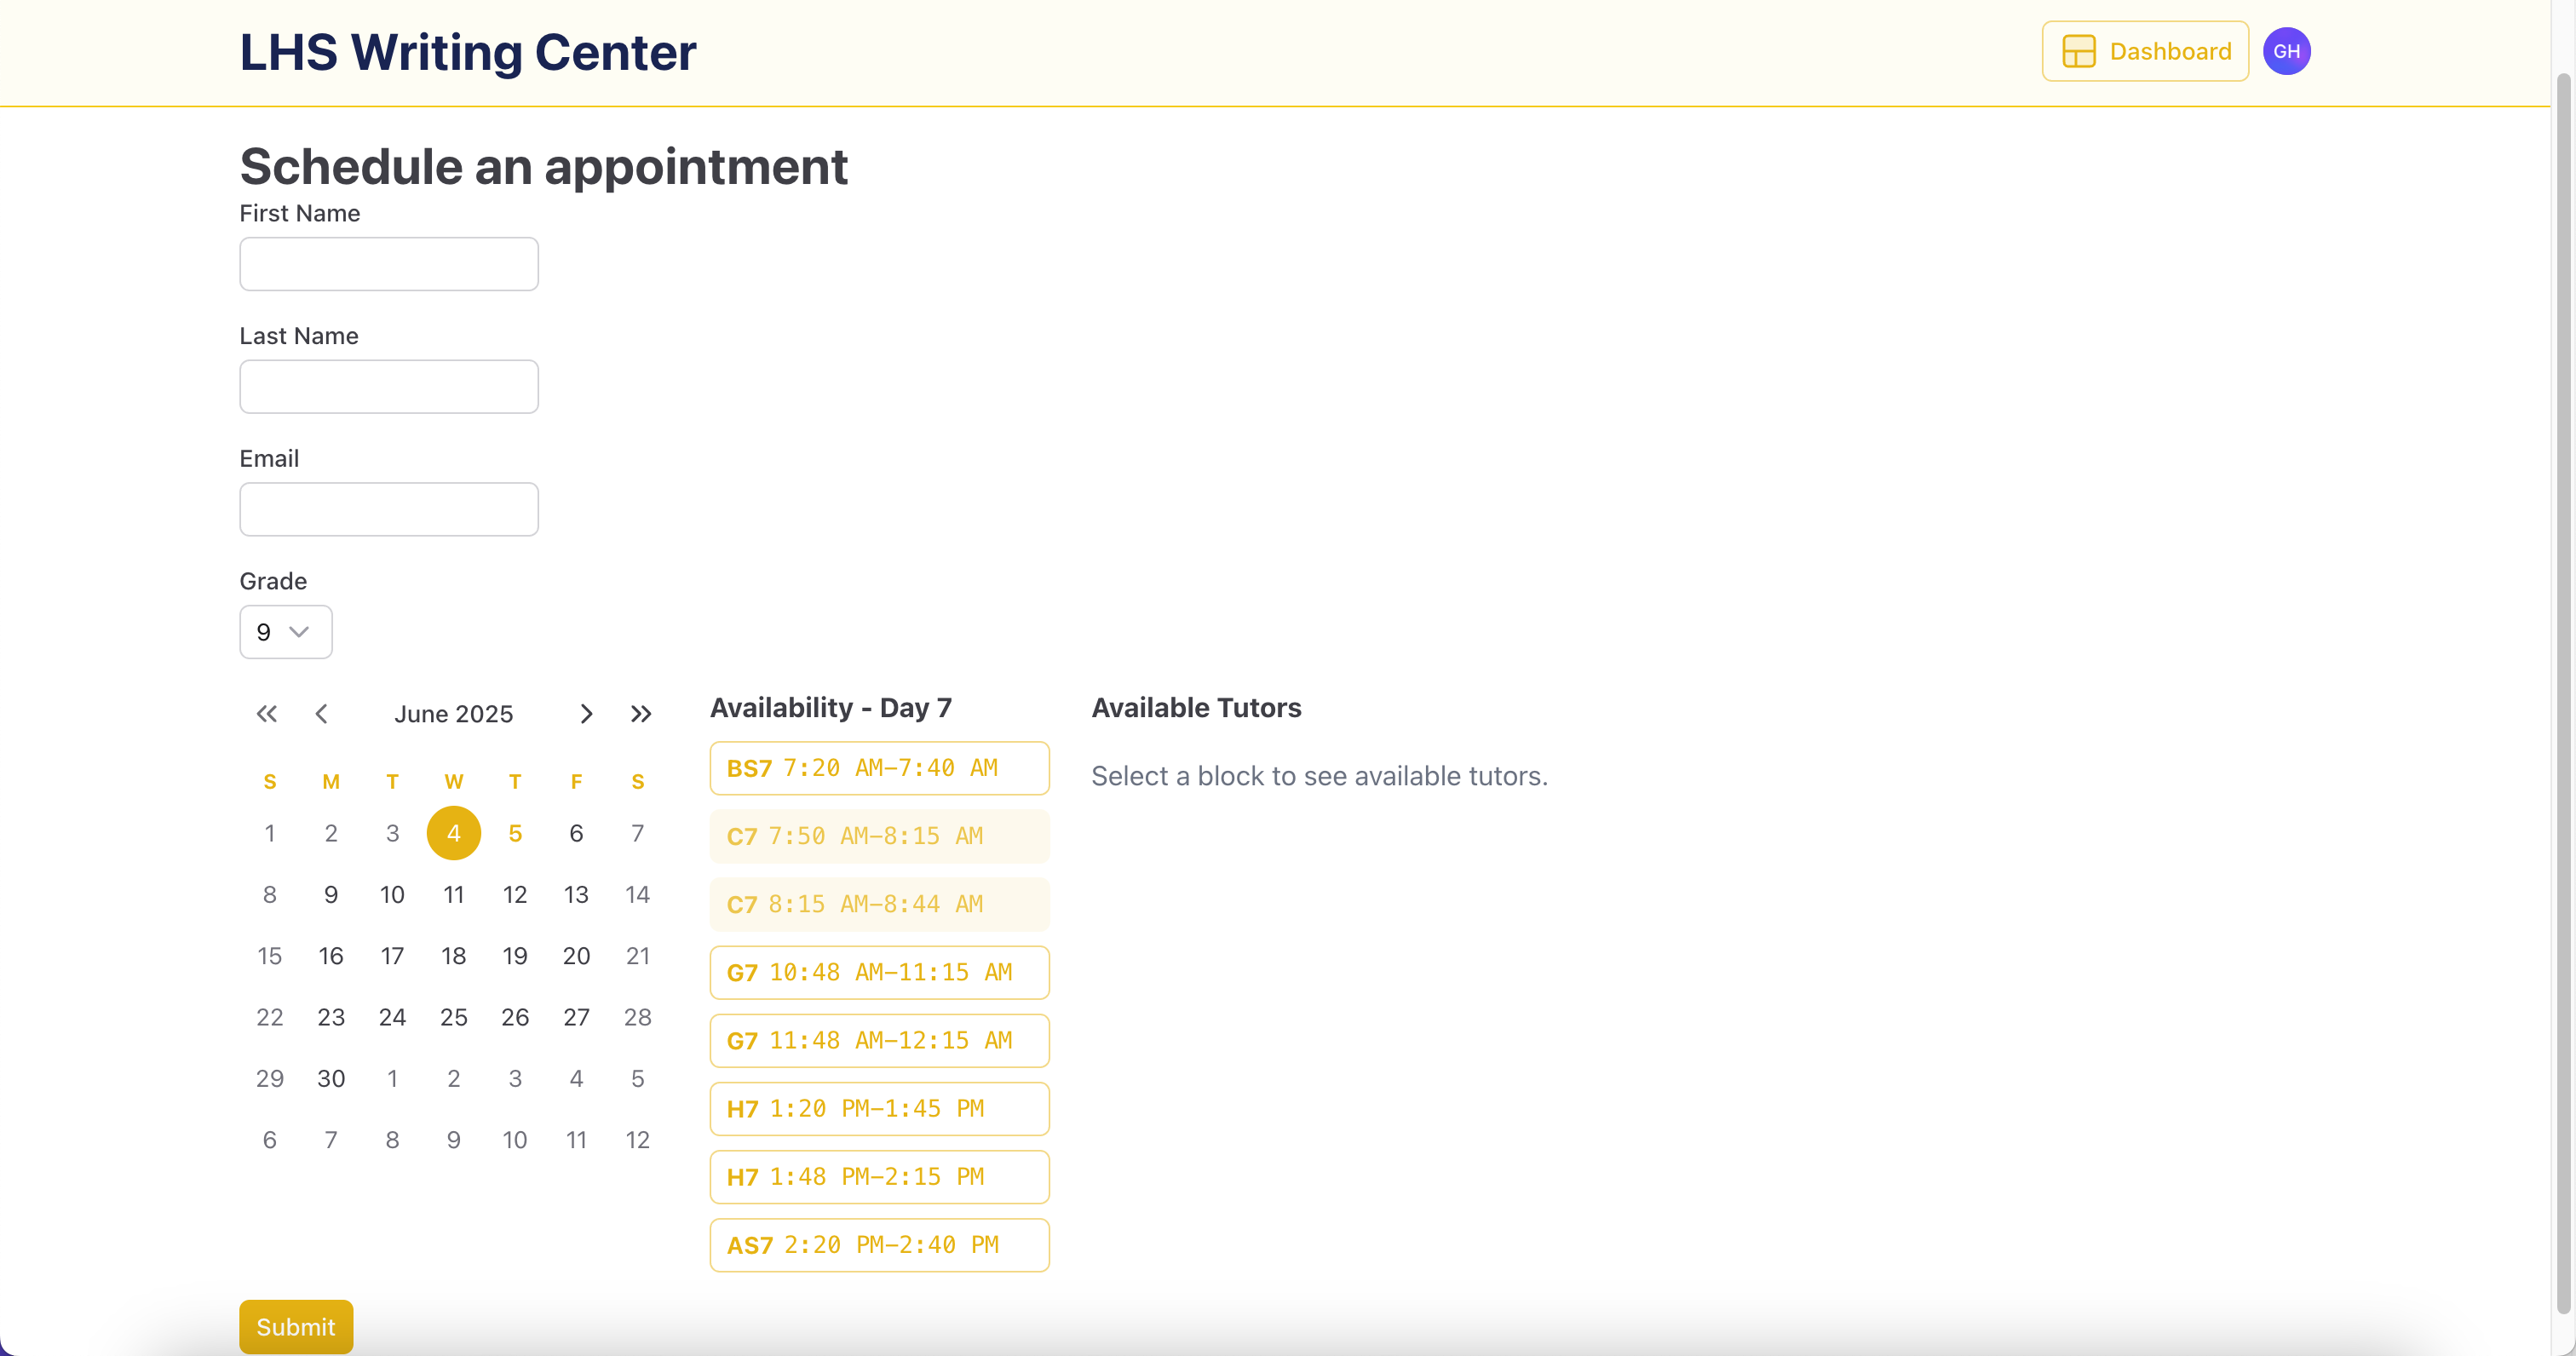 LHS Writing Center
Dashboard
GH
Schedule an appointment
First Name
Last Name
Email
Grade
9
June 2025
S M T W T F S
1 2 3 4 5 6 7
8 9 10 11 12 13 14
15 16 17 18 19 20 21
22 23 24 25 26 27 28
29 30 1 2 3 4 5
6 7 8 9 10 11 12
Availability - Day 7
BS7 7:20 AM–7:40 AM
C7 7:50 AM–8:15 AM
C7 8:15 AM–8:44 AM
G7 10:48 AM–11:15 AM
G7 11:48 AM–12:15 AM
H7 1:20 PM–1:45 PM
H7 1:48 PM–2:15 PM
AS7 2:20 PM–2:40 PM
Available Tutors
Select a block to see available tutors.
Submit